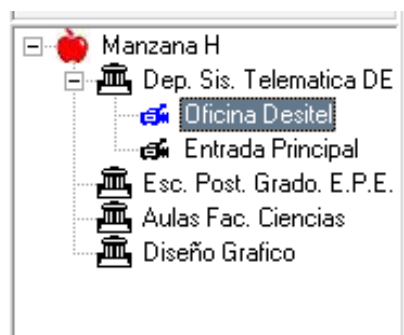 Manzana H
Dep. Sis. Telematica DE
Oficina Desitel
Entrada Principal
Esc. Post. Grado. E.P.E.
Aulas Fac. Ciencias
Diseño Grafico